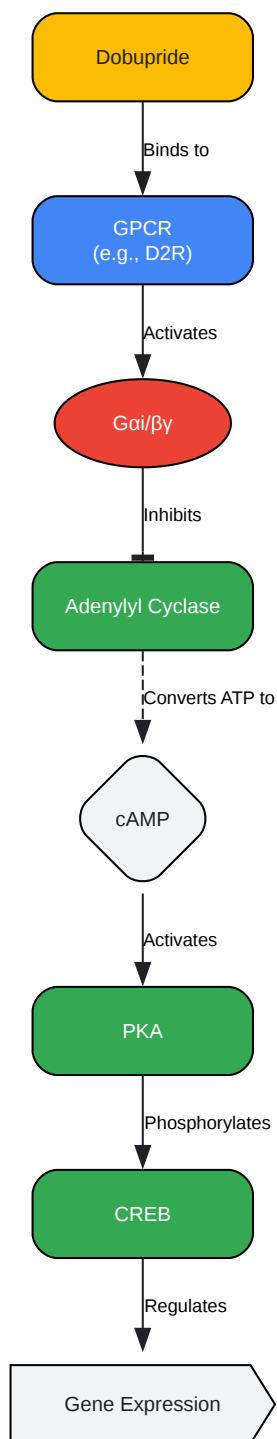 Dobupride
Binds to
GPCR
(e.g., D2R)
Activates
Gαi/βγ
Inhibits
Adenylyl Cyclase
Converts ATP to
cAMP
Activates
PKA
Phosphorylates
CREB
Regulates
Gene Expression